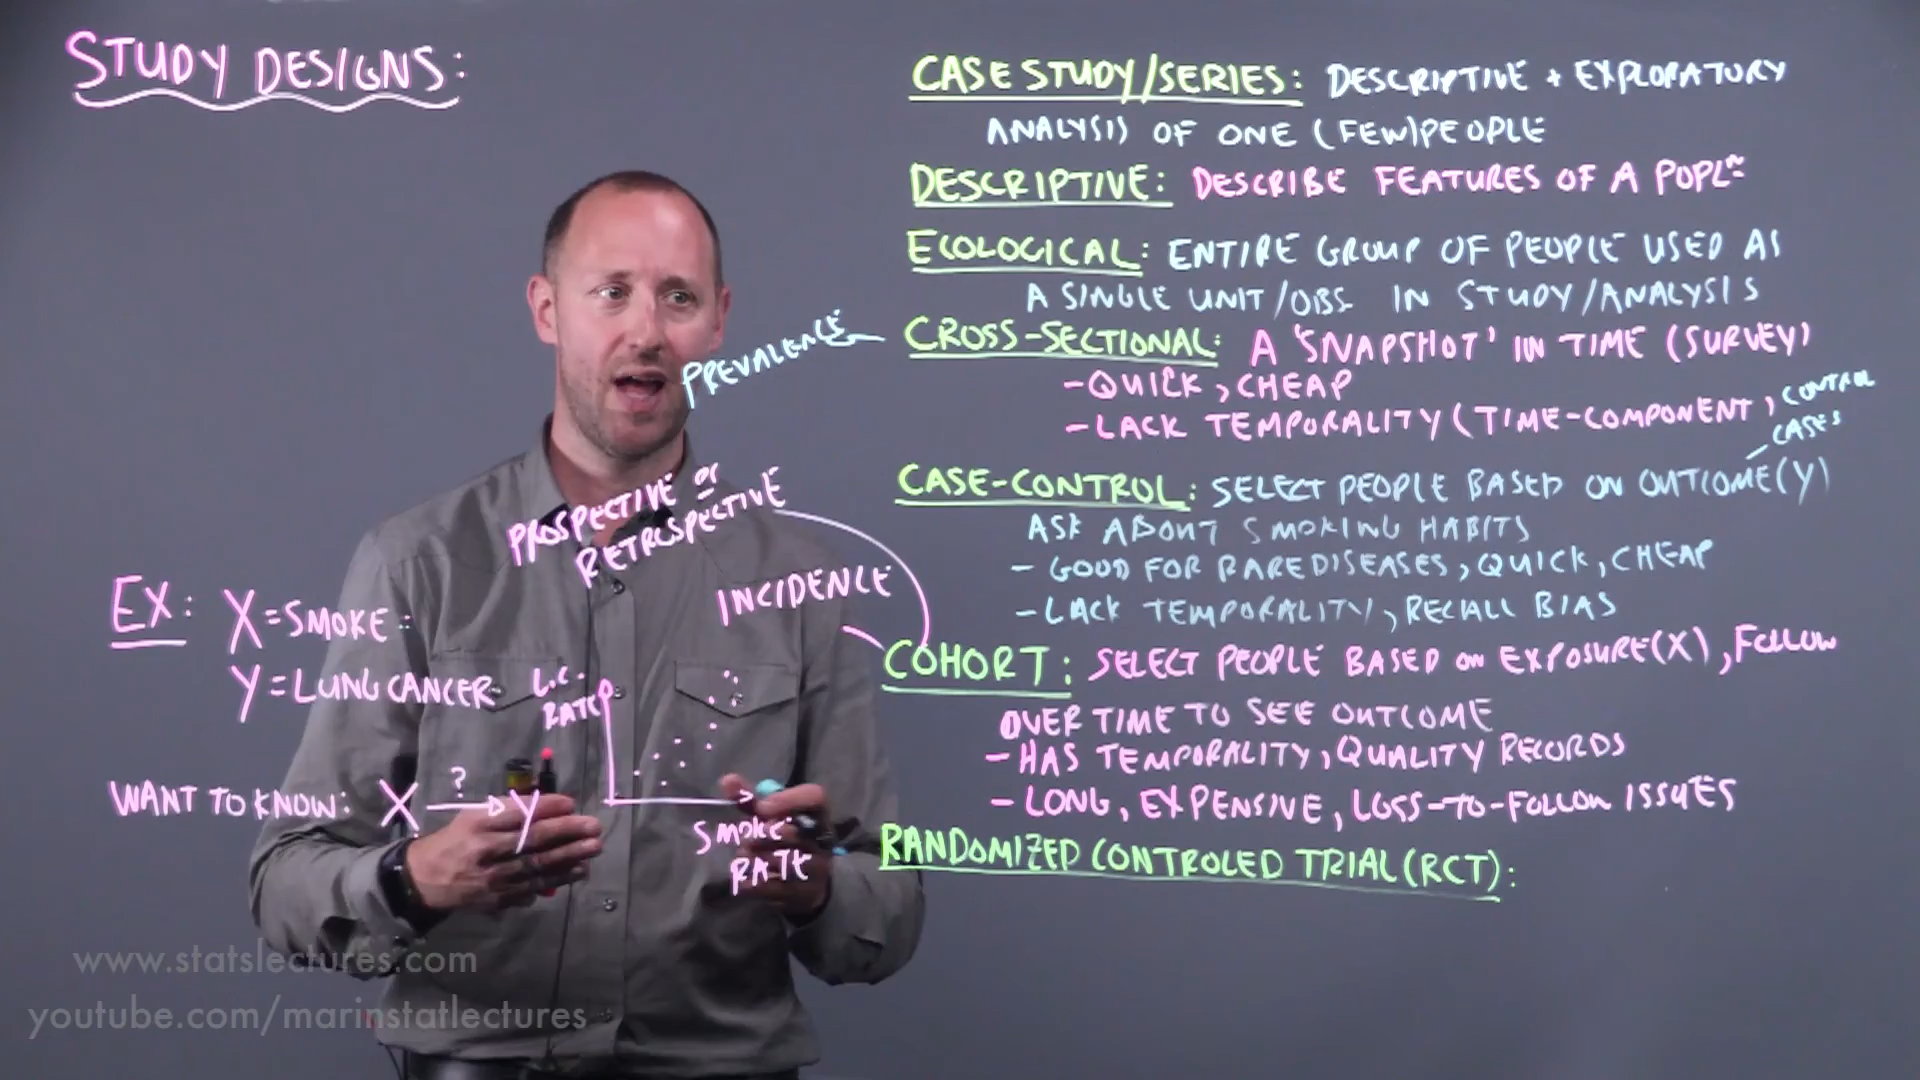 STUDY DESIGNS:
CASE STUDY/SERIES: DESCRIPTIVE + EXPLORATORY
ANALYSIS OF ONE (FEW)PEOPLE
DESCRIPTIVE: DESCRIBE FEATURES OF A POPL~
ECOLOGICAL: ENTIRE GROUP OF PEOPLE USED AS
A SINGLE UNIT/OBS IN STUDY/ANALYSIS
PREVALENCE
CROSS-SECTIONAL: A 'SNAPSHOT' IN TIME (SURVEY)
-QUICK, CHEAP
-LACK TEMPORALITY (TIME-COMPONENT)
CONTROL
CASES
CASE-CONTROL: SELECT PEOPLE BASED ON OUTCOME(Y)
ASK ABOUT SMOKING HABITS
- GOOD FOR RARE DISEASES, QUICK, CHEAP
-LACK TEMPORALITY, RECALL BIAS
PROSPECTIVE or
RETROSPECTIVE
INCIDENCE
COHORT: SELECT PEOPLE BASED ON EXPOSURE(X), FOLLOW
OVER TIME TO SEE OUTCOME
-HAS TEMPORALITY, QUALITY RECORDS
- LONG, EXPENSIVE, LOSS-TO-FOLLOW ISSUES
RANDOMIZED CONTROLED TRIAL (RCT):
EX: X=SMOKE
Y=LUNG CANCER
L.C.
RATE
SMOKE
RATE
WANT TO KNOW: X ? Y
www.statslectures.com
youtube.com/marinstatlectures